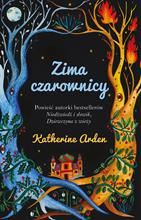 Zima
czarownicy
Powieść autorki bestsellerów
Niedźwiedź i słowik,
Dziewczyna z wieży
Katherine Arden